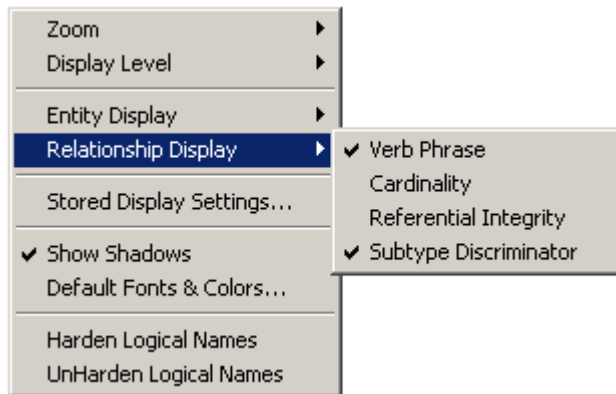 Zoom
Display Level
Entity Display
Relationship Display
Stored Display Settings...
Show Shadows
Default Fonts & Colors...
Harden Logical Names
UnHarden Logical Names
Verb Phrase
Cardinality
Referential Integrity
Subtype Discriminator